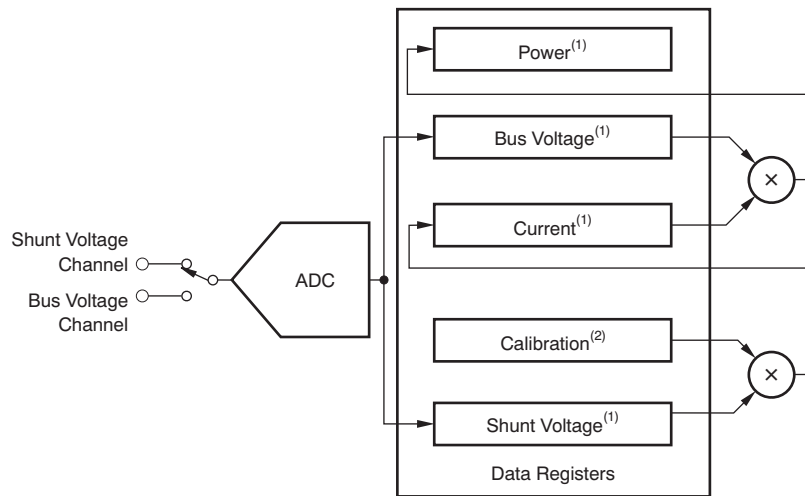 Power(1)
Bus Voltage(1)
×
Current(1)
Shunt Voltage
Channel
ADC
Bus Voltage
Channel
Calibration(2)
×
Shunt Voltage(1)
Data Registers